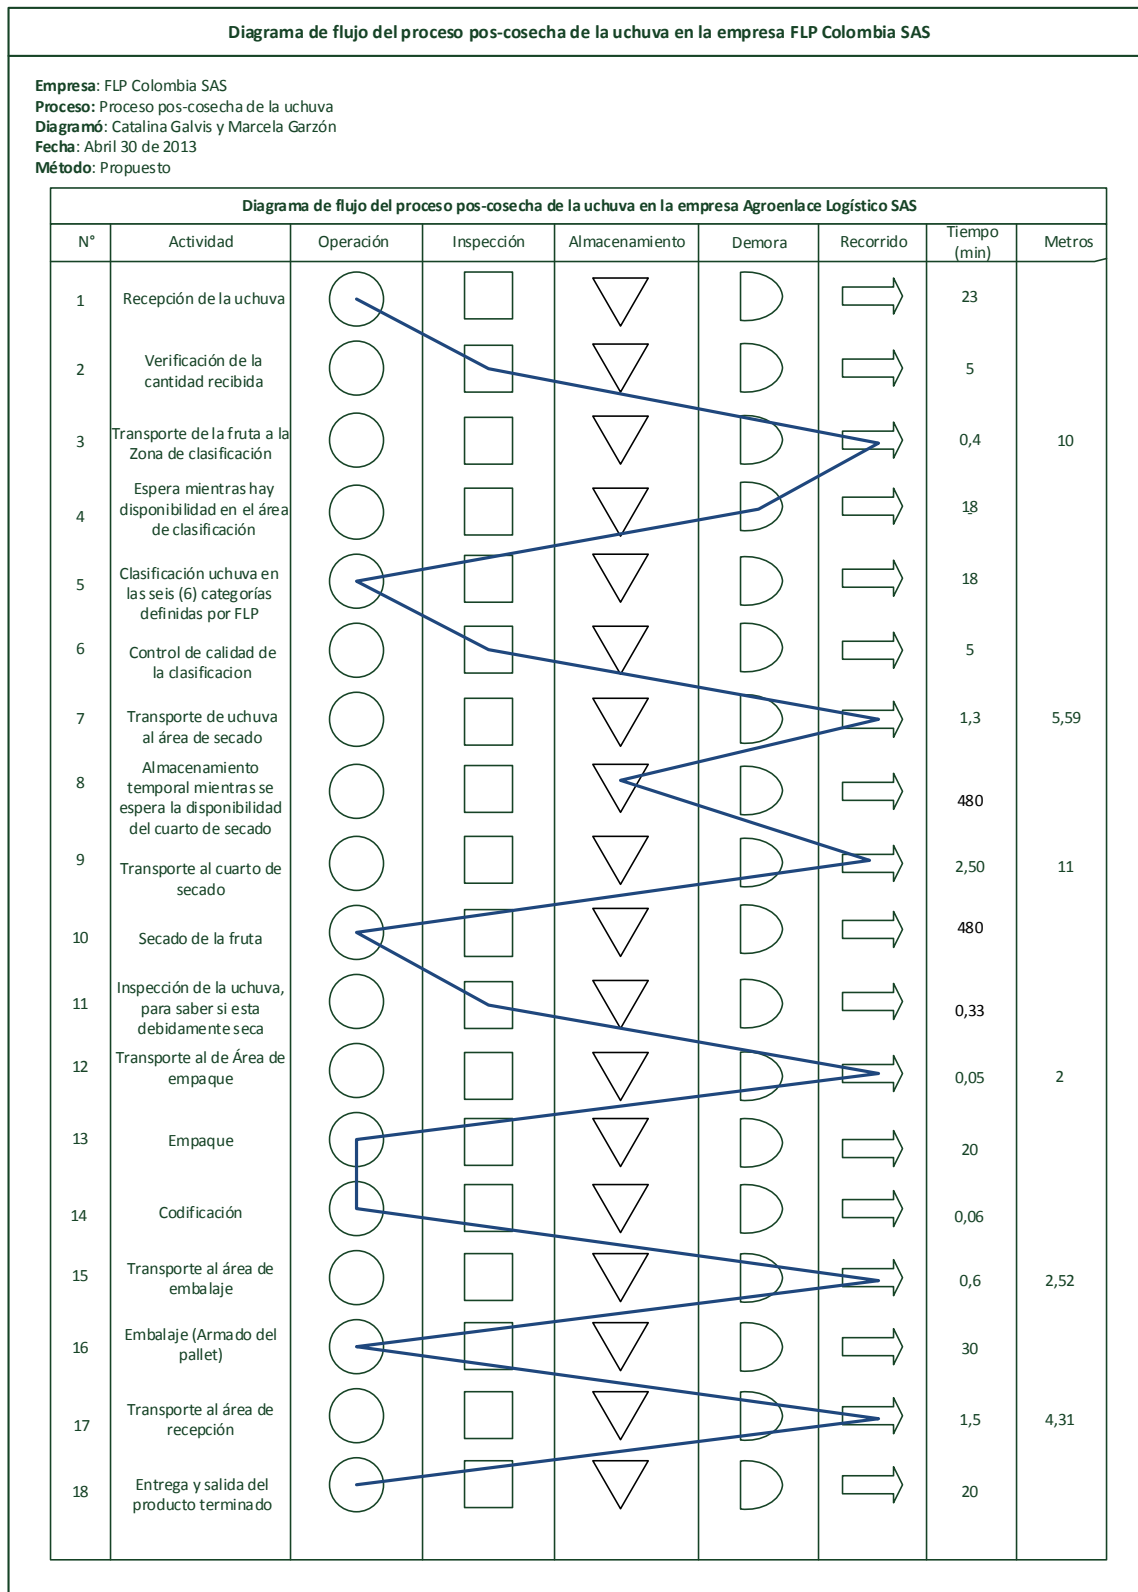 Diagrama de flujo del proceso pos-cosecha de la uchuva en la empresa FLP Colombia SAS
Empresa: FLP Colombia SAS
Proceso: Proceso pos-cosecha de la uchuva
Diagramó: Catalina Galvis y Marcela Garzón
Fecha: Abril 30 de 2013
Método: Propuesto
Diagrama de flujo del proceso pos-cosecha de la uchuva en la empresa Agroenlace Logístico SAS
N° Actividad Operación Inspección Almacenamiento Demora Recorrido Tiempo (min) Metros
1 Recepción de la uchuva 23
2 Verificación de la
cantidad recibida 5
3 Transporte de la fruta a la
Zona de clasificación 0,4 10
4 Espera mientras hay
disponibilidad en el área
de clasificación 18
5 Clasificación uchuva en
las seis (6) categorías
definidas por FLP 18
6 Control de calidad de
la clasificacion 5
7 Transporte de uchuva
al área de secado 1,3 5,59
8 Almacenamiento
temporal mientras se
espera la disponibilidad
del cuarto de secado 480
9 Transporte al cuarto de
secado 2,50 11
10 Secado de la fruta 480
11 Inspección de la uchuva,
para saber si esta
debidamente seca 0,33
12 Transporte al de Área de
empaque 0,05 2
13 Empaque 20
14 Codificación 0,06
15 Transporte al área de
embalaje 0,6 2,52
16 Embalaje (Armado del
pallet) 30
17 Transporte al área de
recepción 1,5 4,31
18 Entrega y salida del
producto terminado 20